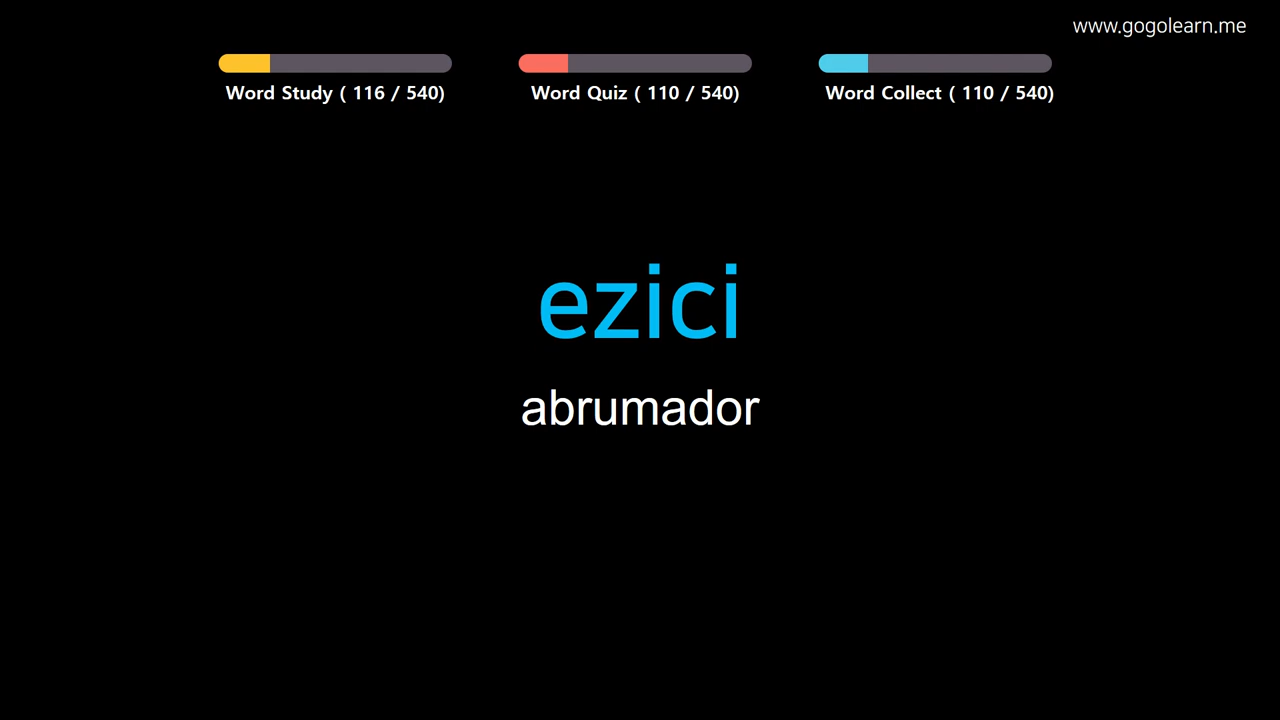 www.gogolearn.me
Word Study ( 116 / 540)
Word Quiz ( 110 / 540)
Word Collect ( 110 / 540)
ezici
abrumador